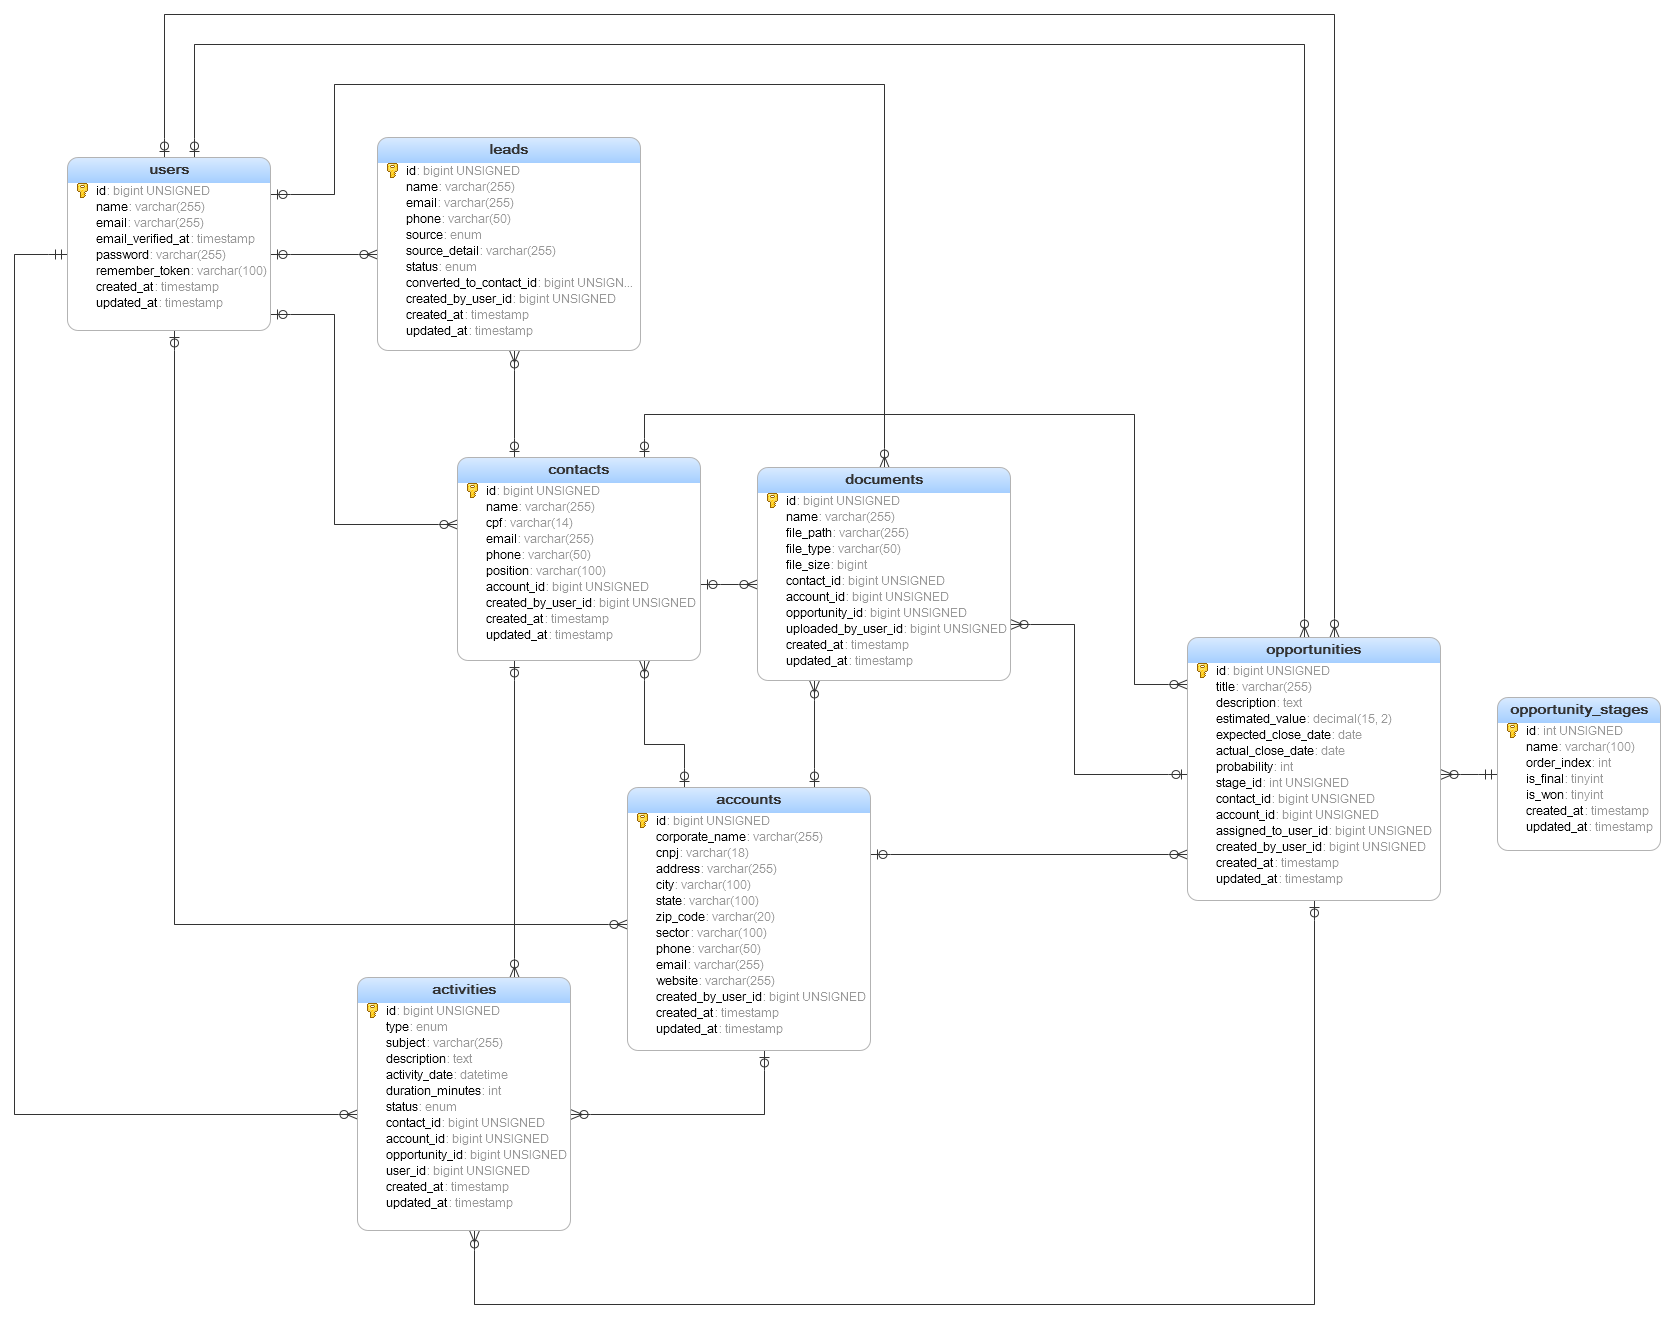 users
id: bigint UNSIGNED
name: varchar(255)
email: varchar(255)
email_verified_at: timestamp
password: varchar(255)
remember_token: varchar(100)
created_at: timestamp
updated_at: timestamp
leads
id: bigint UNSIGNED
name: varchar(255)
email: varchar(255)
phone: varchar(50)
source: enum
source_detail: varchar(255)
status: enum
converted_to_contact_id: bigint UNSIGN...
created_by_user_id: bigint UNSIGNED
created_at: timestamp
updated_at: timestamp
contacts
id: bigint UNSIGNED
name: varchar(255)
cpf: varchar(14)
email: varchar(255)
phone: varchar(50)
position: varchar(100)
account_id: bigint UNSIGNED
created_by_user_id: bigint UNSIGNED
created_at: timestamp
updated_at: timestamp
documents
id: bigint UNSIGNED
name: varchar(255)
file_path: varchar(255)
file_type: varchar(50)
file_size: bigint
contact_id: bigint UNSIGNED
account_id: bigint UNSIGNED
opportunity_id: bigint UNSIGNED
uploaded_by_user_id: bigint UNSIGNED
created_at: timestamp
updated_at: timestamp
opportunities
id: bigint UNSIGNED
title: varchar(255)
description: text
estimated_value: decimal(15, 2)
expected_close_date: date
actual_close_date: date
probability: int
stage_id: int UNSIGNED
contact_id: bigint UNSIGNED
account_id: bigint UNSIGNED
assigned_to_user_id: bigint UNSIGNED
created_by_user_id: bigint UNSIGNED
created_at: timestamp
updated_at: timestamp
opportunity_stages
id: int UNSIGNED
name: varchar(100)
order_index: int
is_final: tinyint
is_won: tinyint
created_at: timestamp
updated_at: timestamp
accounts
id: bigint UNSIGNED
corporate_name: varchar(255)
cnpj: varchar(18)
address: varchar(255)
city: varchar(100)
state: varchar(100)
zip_code: varchar(20)
sector: varchar(100)
phone: varchar(50)
email: varchar(255)
website: varchar(255)
created_by_user_id: bigint UNSIGNED
created_at: timestamp
updated_at: timestamp
activities
id: bigint UNSIGNED
type: enum
subject: varchar(255)
description: text
activity_date: datetime
duration_minutes: int
status: enum
contact_id: bigint UNSIGNED
account_id: bigint UNSIGNED
opportunity_id: bigint UNSIGNED
user_id: bigint UNSIGNED
created_at: timestamp
updated_at: timestamp